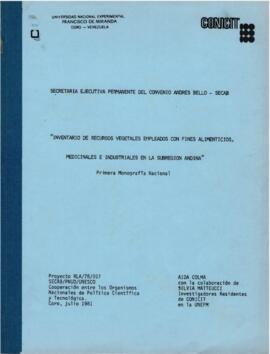 UNIVERSIDAD NACIONAL EXPERIMENTAL
FRANCISCO DE MIRANDA
CORO - VENEZUELA
CONICIT
SECRETARIA EJECUTIVA PERMANENTE DEL CONVENIO ANDRES BELLO - SECAB
"INVENTARIO DE RECURSOS VEGETALES EMPLEADOS CON FINES ALIMENTICIOS,
MEDICINALES E INDUSTRIALES EN LA SUBREGION ANDINA"
Primera Monografía Nacional
Proyecto RLA/78/017
SECAB/PNUD/UNESCO
Cooperación entre los Organismos
Nacionales de Política Científica
y Tecnológica.
Coro, julio 1981
AIDA COLMA
con la colaboración de
SILVIA MATTEUCCI
Investigadores Residentes
de CONICIT
en la UNEFM